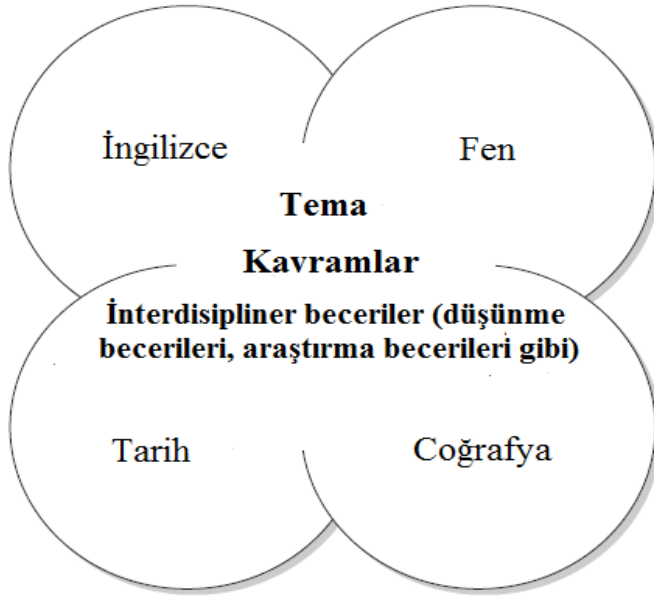 İngilizce Fen
Tema
Kavramlar
İnterdisipliner beceriler (düşünme
becerileri, araştırma becerileri gibi)
Tarih Coğrafya